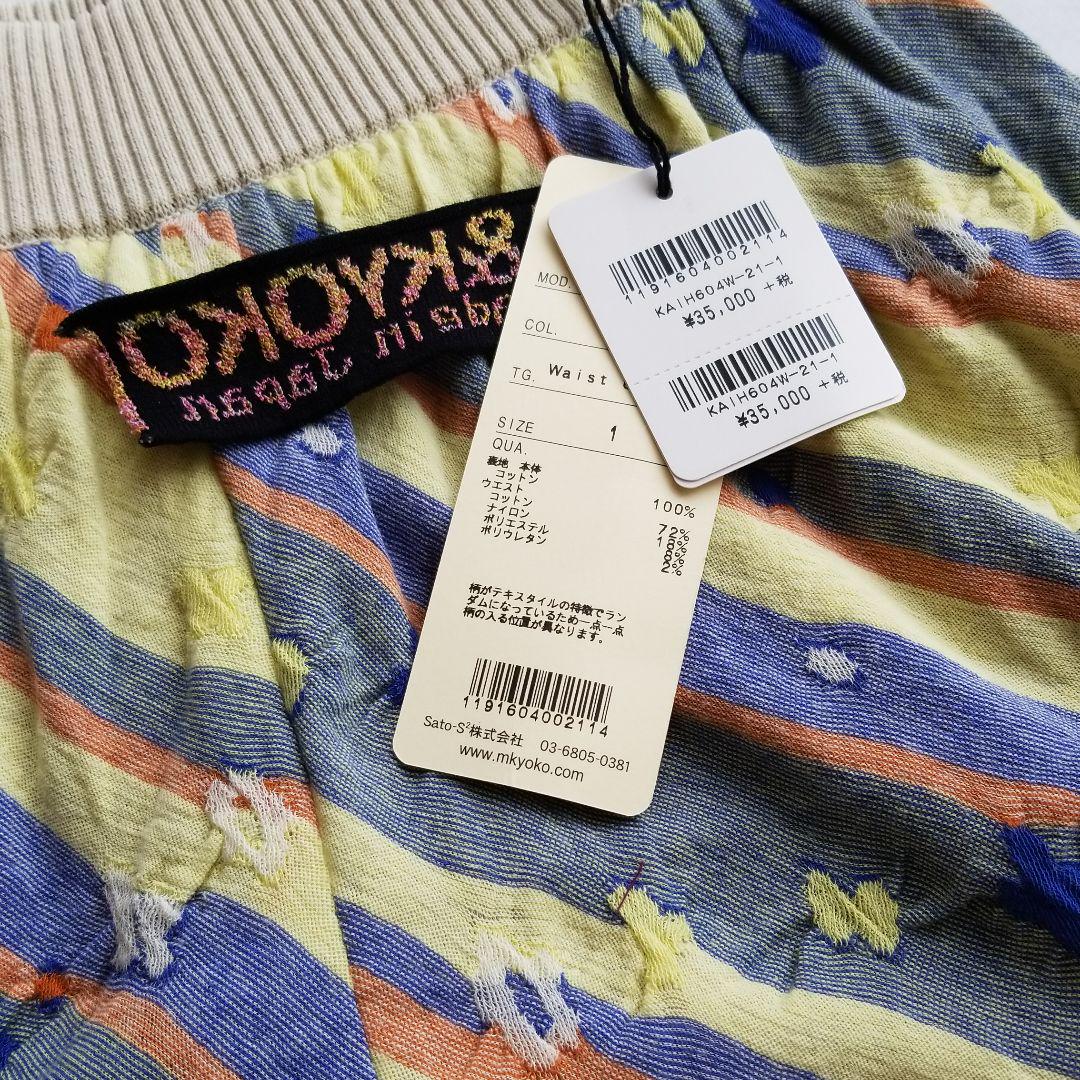 &KYOKO
made in Japan
MOD.
COL.
TG. Waist
SIZE 1
QUA.
表地 本体
コットン 100%
ウエスト
コットン 72%
ナイロン 18%
ポリエステル 8%
ポリウレタン 2%
柄がテキスタイルの特徴でラン
ダムになっているため一点一点
柄の入る位置が異なります。
1191604002114
Sato-S²株式会社 03-6805-0381
www.mkyoko.com
1191604002114
KAIH604W-21-1
¥35,000 +税
KAIH604W-21-1
¥35,000 +税